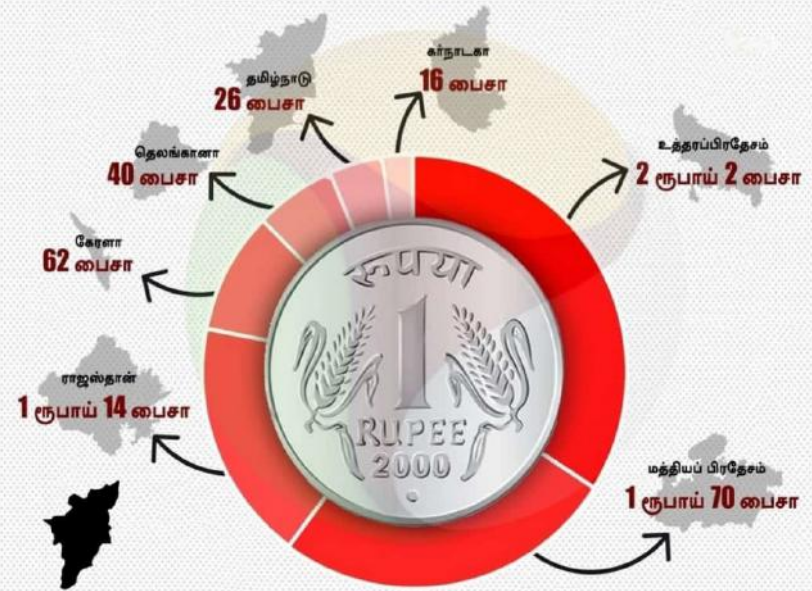 கர்நாடகா
16 பைசா
தமிழ்நாடு
26 பைசா
தெலங்கானா
40 பைசா
உத்தரப்பிரதேசம்
2 ரூபாய் 2 பைசா
கேரளா
62 பைசா
ராஜஸ்தான்
1 ரூபாய் 14 பைசா
மத்தியப் பிரதேசம்
1 ரூபாய் 70 பைசா
रूपया
1
RUPEE
2000